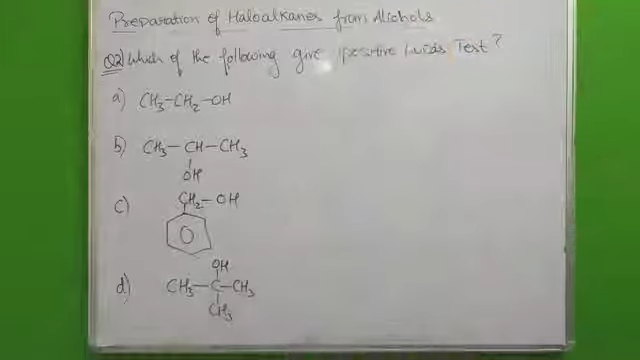 Preparation of Haloalkanes from Alcohols
Q2) Which of the following give positive Lucas Test?
a) CH3-CH2-OH
b) CH3-CH-CH3
OH
c) CH2-OH
OH
d) CH3-C-CH3
CH3